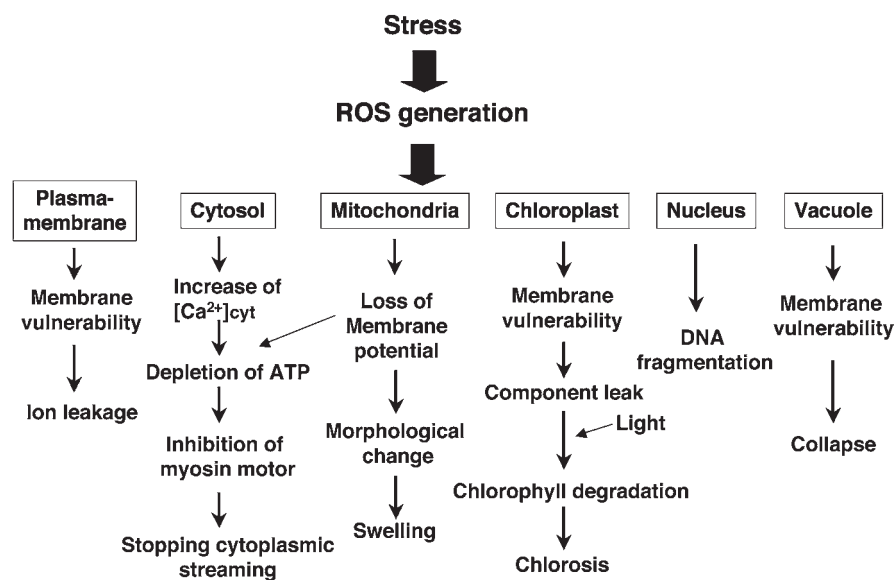 Stress
ROS generation
Plasma-
membrane
Cytosol
Mitochondria
Chloroplast
Nucleus
Vacuole
Membrane
vulnerability
Ion leakage
Increase of
[Ca²⁺]cyt
Depletion of ATP
Inhibition of
myosin motor
Stopping cytoplasmic
streaming
Loss of
Membrane
potential
Morphological
change
Swelling
Membrane
vulnerability
Component leak
Light
Chlorophyll degradation
Chlorosis
DNA
fragmentation
Membrane
vulnerability
Collapse